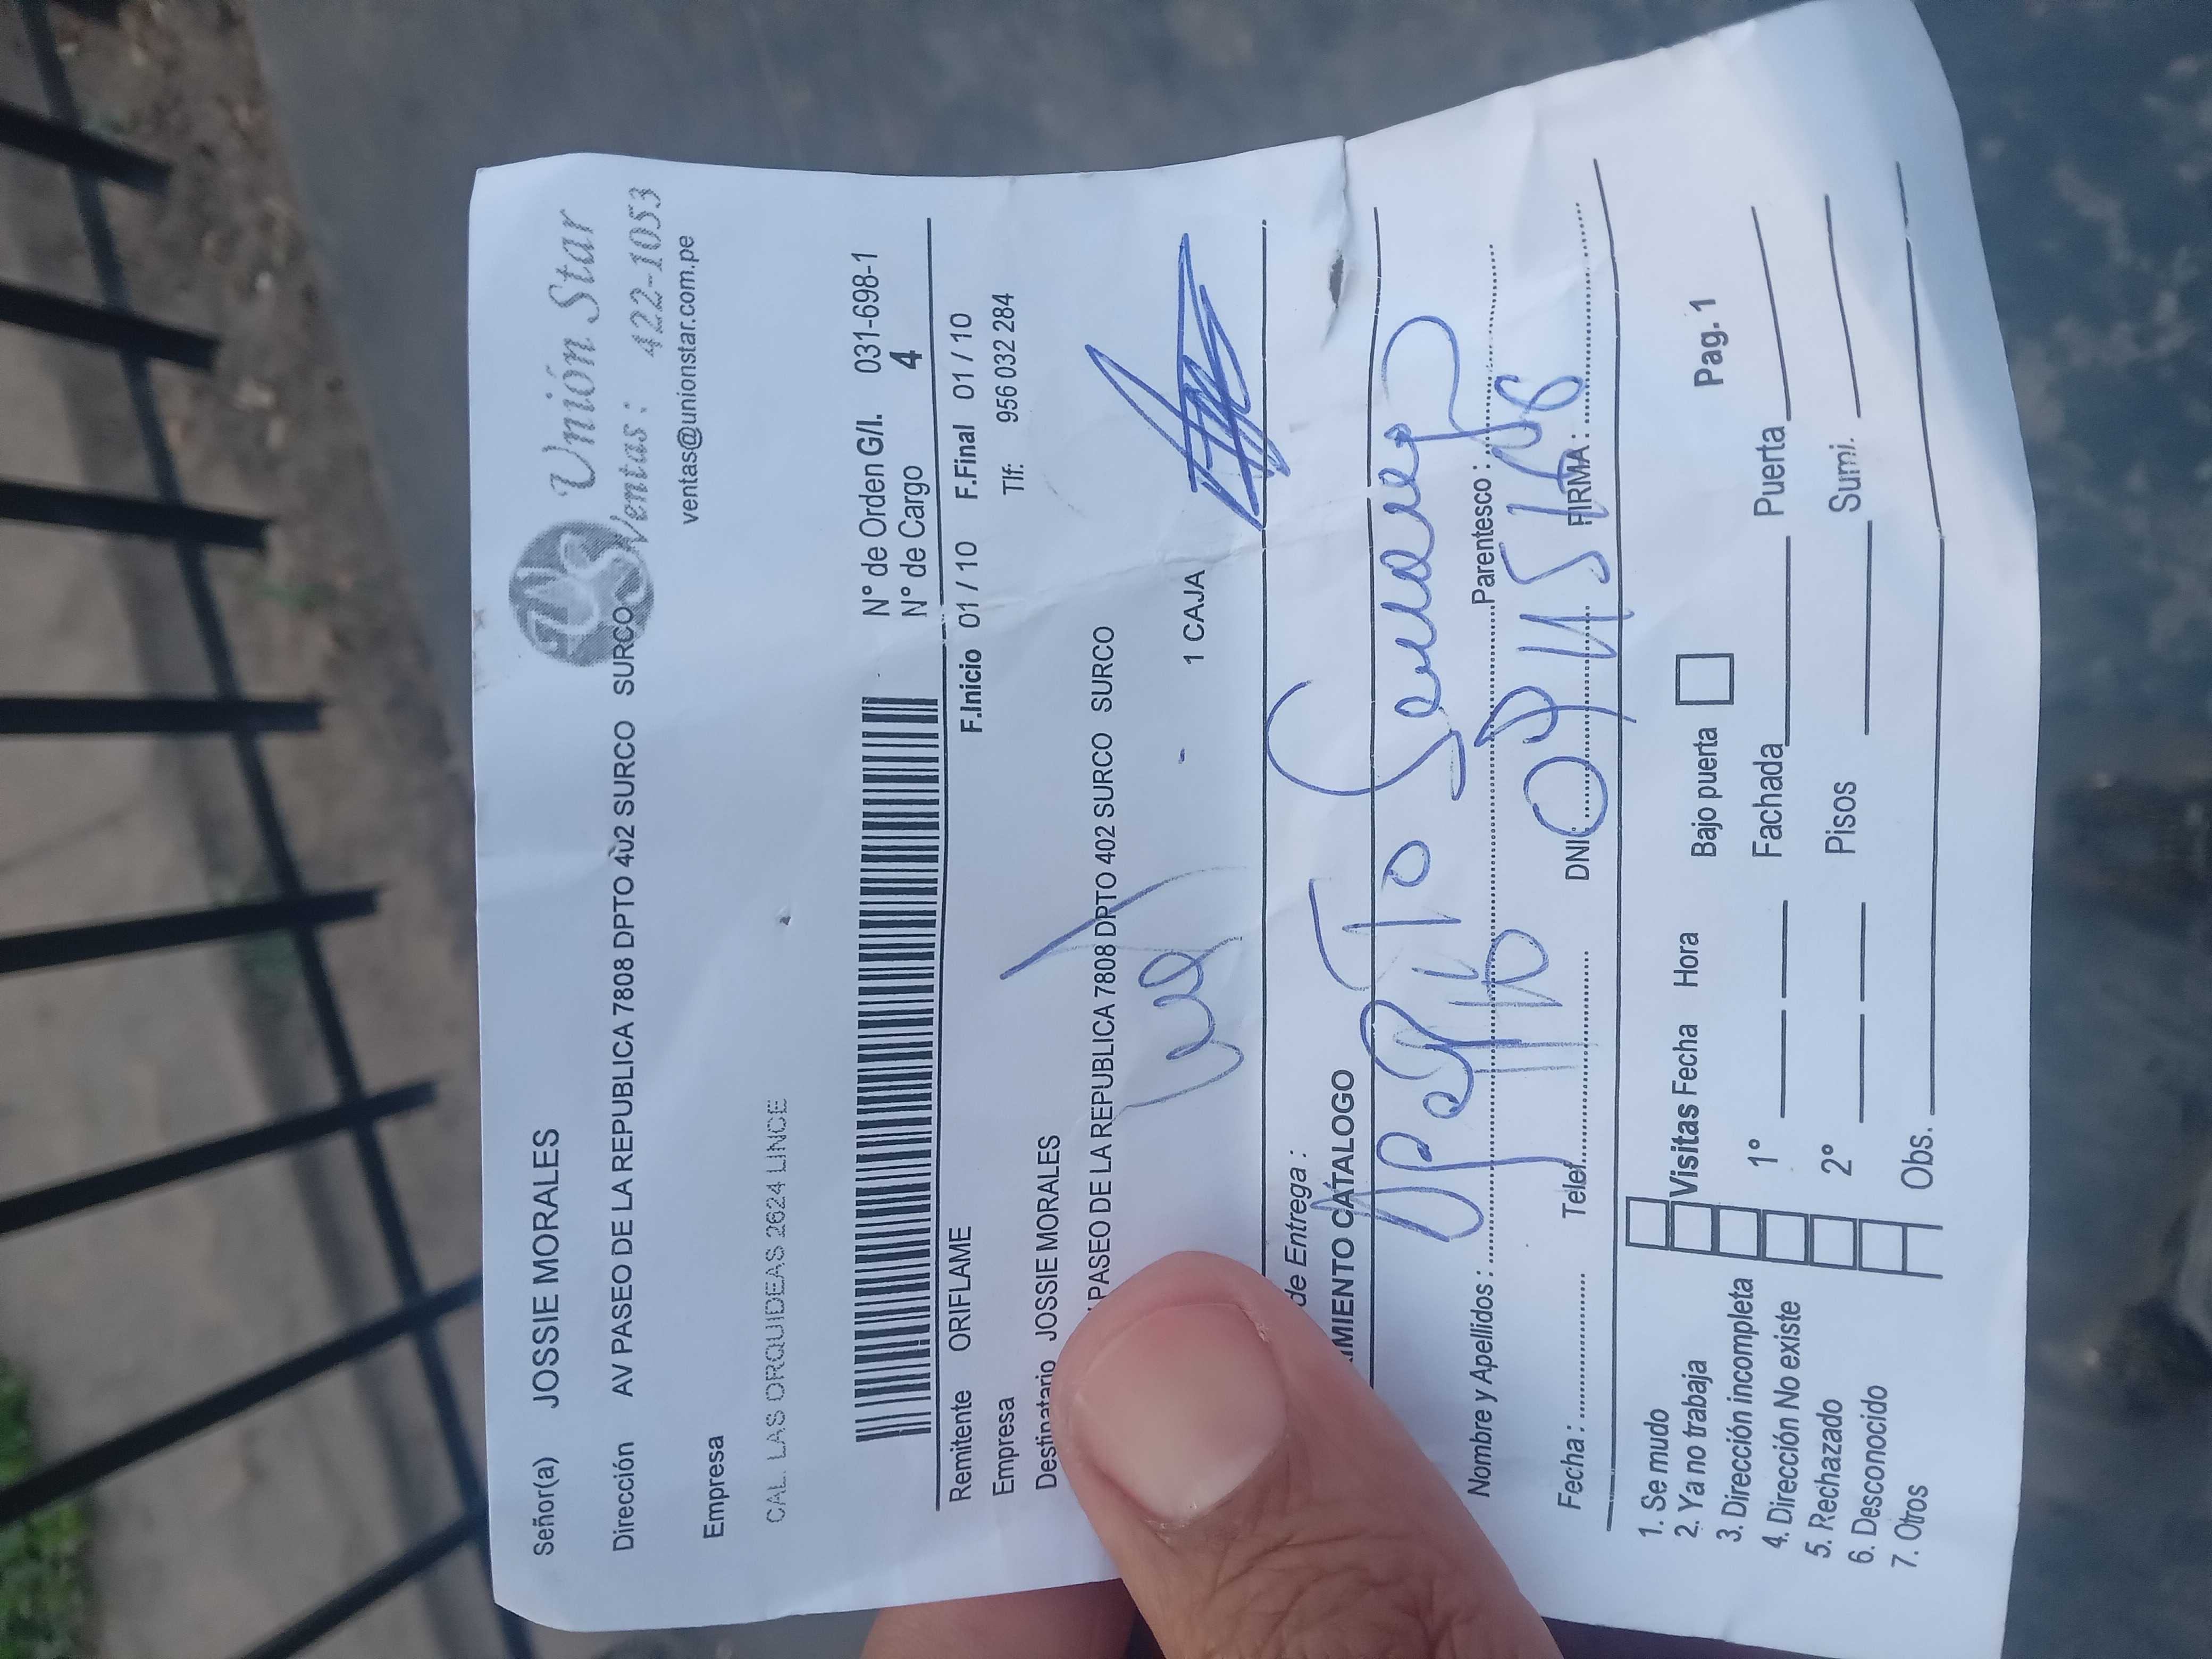 Unión Star
Ventas: 422-1053
ventas@unionstar.com.pe
Señor(a) JOSSIE MORALES
Dirección AV PASEO DE LA REPUBLICA 7808 DPTO 402 SURCO SURCO
Empresa
CAL. LAS ORQUIDEAS 2624 LINCE
N° de Orden G/I. 031-698-1
N° de Cargo 4
Remitente ORIFLAME F.Inicio 01 / 10 F.Final 01 / 10
Empresa Tlf: 956 032 284
Destinatario JOSSIE MORALES
PASEO DE LA REPUBLICA 7808 DPTO 402 SURCO SURCO
- 1 CAJA
de Entrega :
IMIENTO CATALOGO
Nombre y Apellidos : Parentesco :
Fecha : Telef. DNI: FIRMA :
1. Se mudo
2. Ya no trabaja
3. Dirección incompleta
4. Dirección No existe
5. Rechazado
6. Desconocido
7. Otros
Visitas Fecha Hora Bajo puerta Pag. 1
1° Fachada Puerta
2° Pisos Sumi.
Obs.